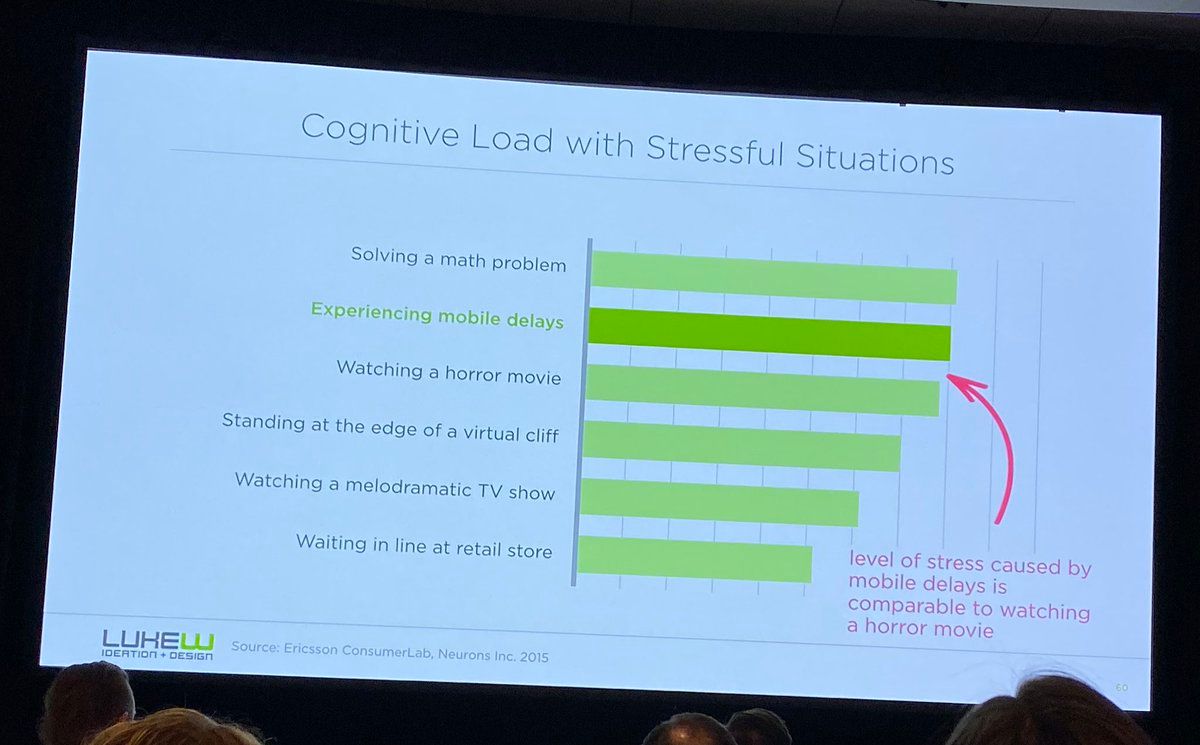 Cognitive Load with Stressful Situations
Solving a math problem
Experiencing mobile delays
Watching a horror movie
Standing at the edge of a virtual cliff
Watching a melodramatic TV show
Waiting in line at retail store
level of stress caused by
mobile delays is
comparable to watching
a horror movie
LUKEW
IDEATION + DESIGN
Source: Ericsson ConsumerLab, Neurons Inc. 2015
60